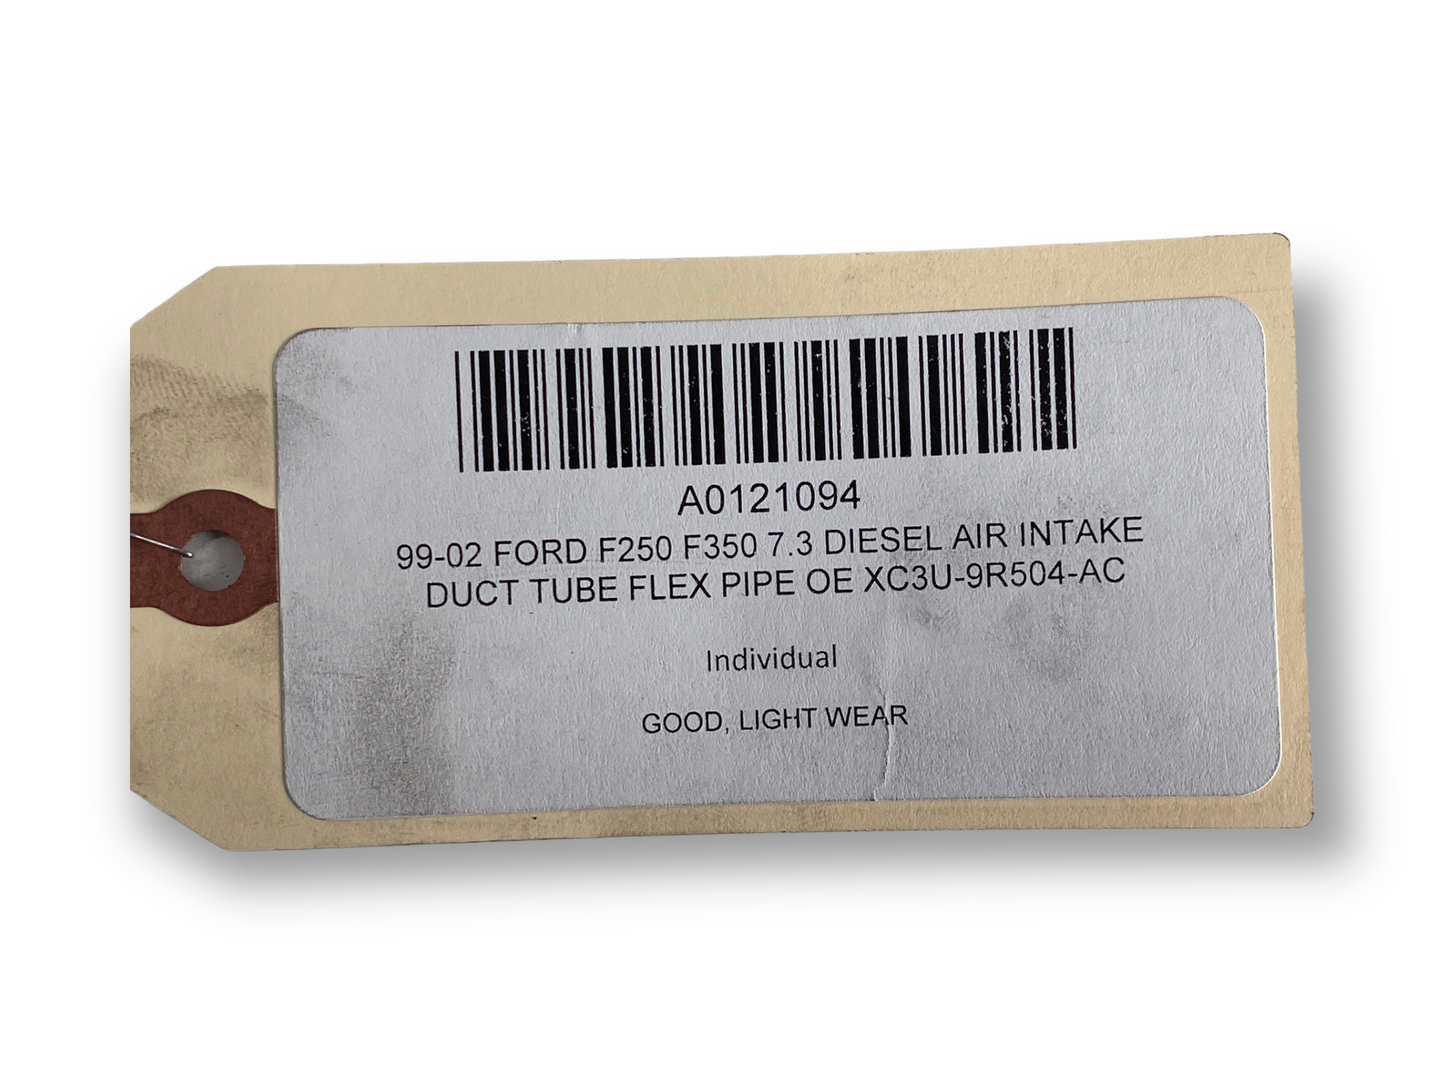 A0121094
99-02 FORD F250 F350 7.3 DIESEL AIR INTAKE
DUCT TUBE FLEX PIPE OE XC3U-9R504-AC
Individual
GOOD, LIGHT WEAR